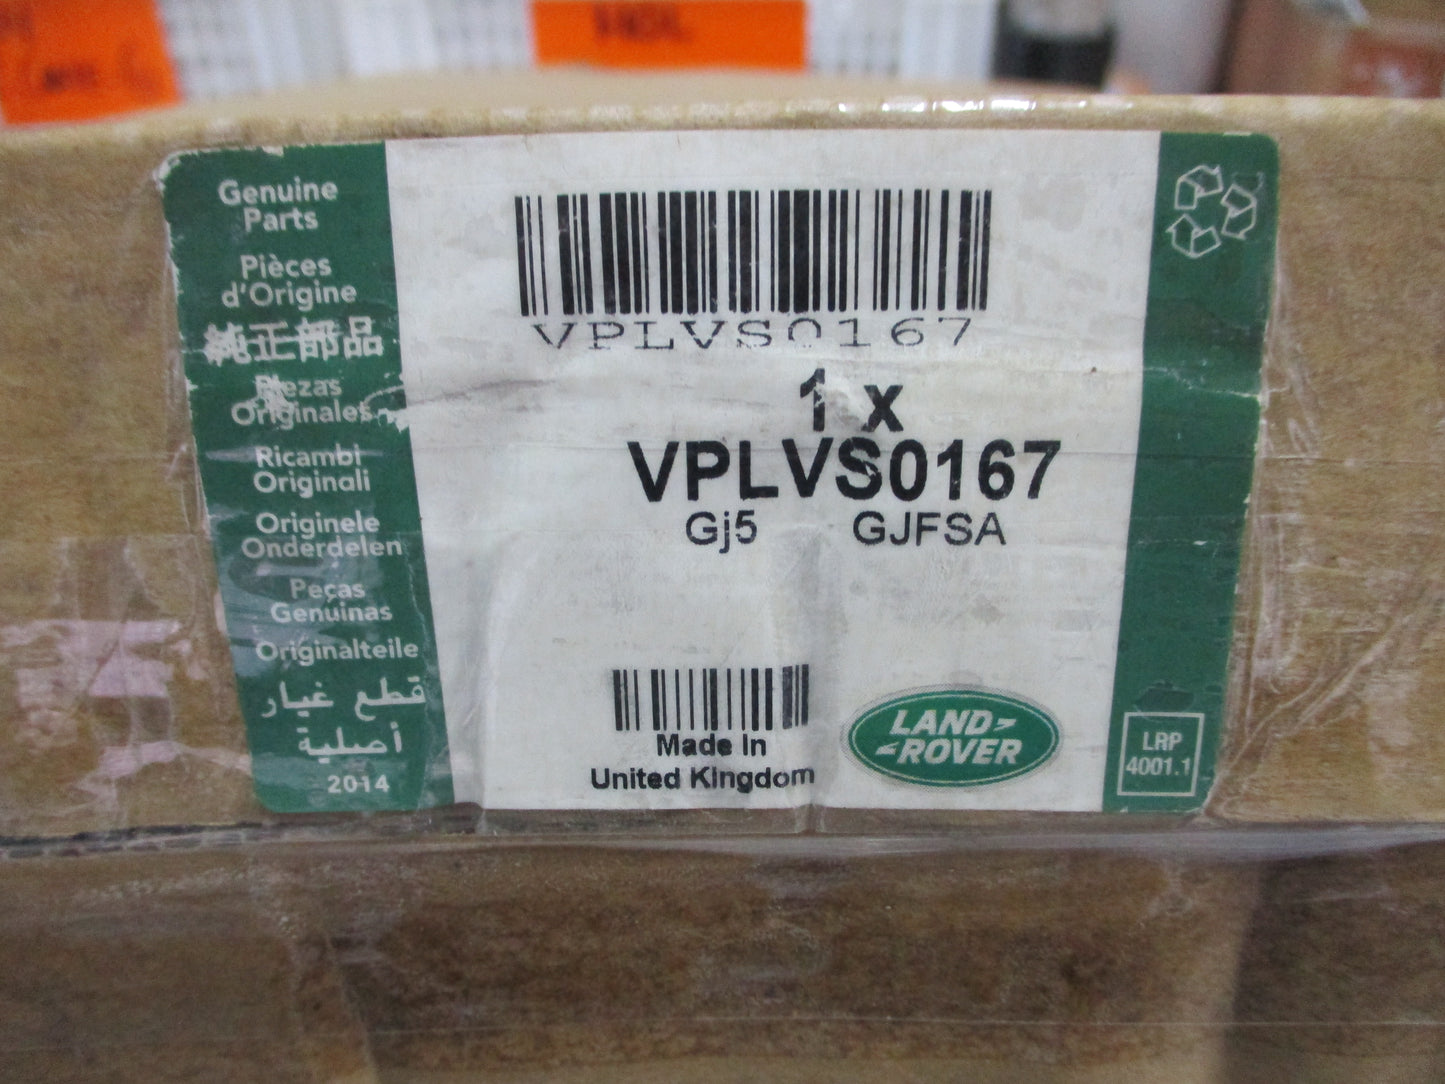 Genuine
Parts
Pièces
d'Origine
純正部品
Piezas
Originales
Ricambi
Originali
Originele
Onderdelen
Peças
Genuinas
Originalteile
قطع غيار
أصلية
2014
VPLVS0167
1 x
VPLVS0167
Gj5 GJFSA
Made In
United Kingdom
LAND
ROVER
LRP
4001.1